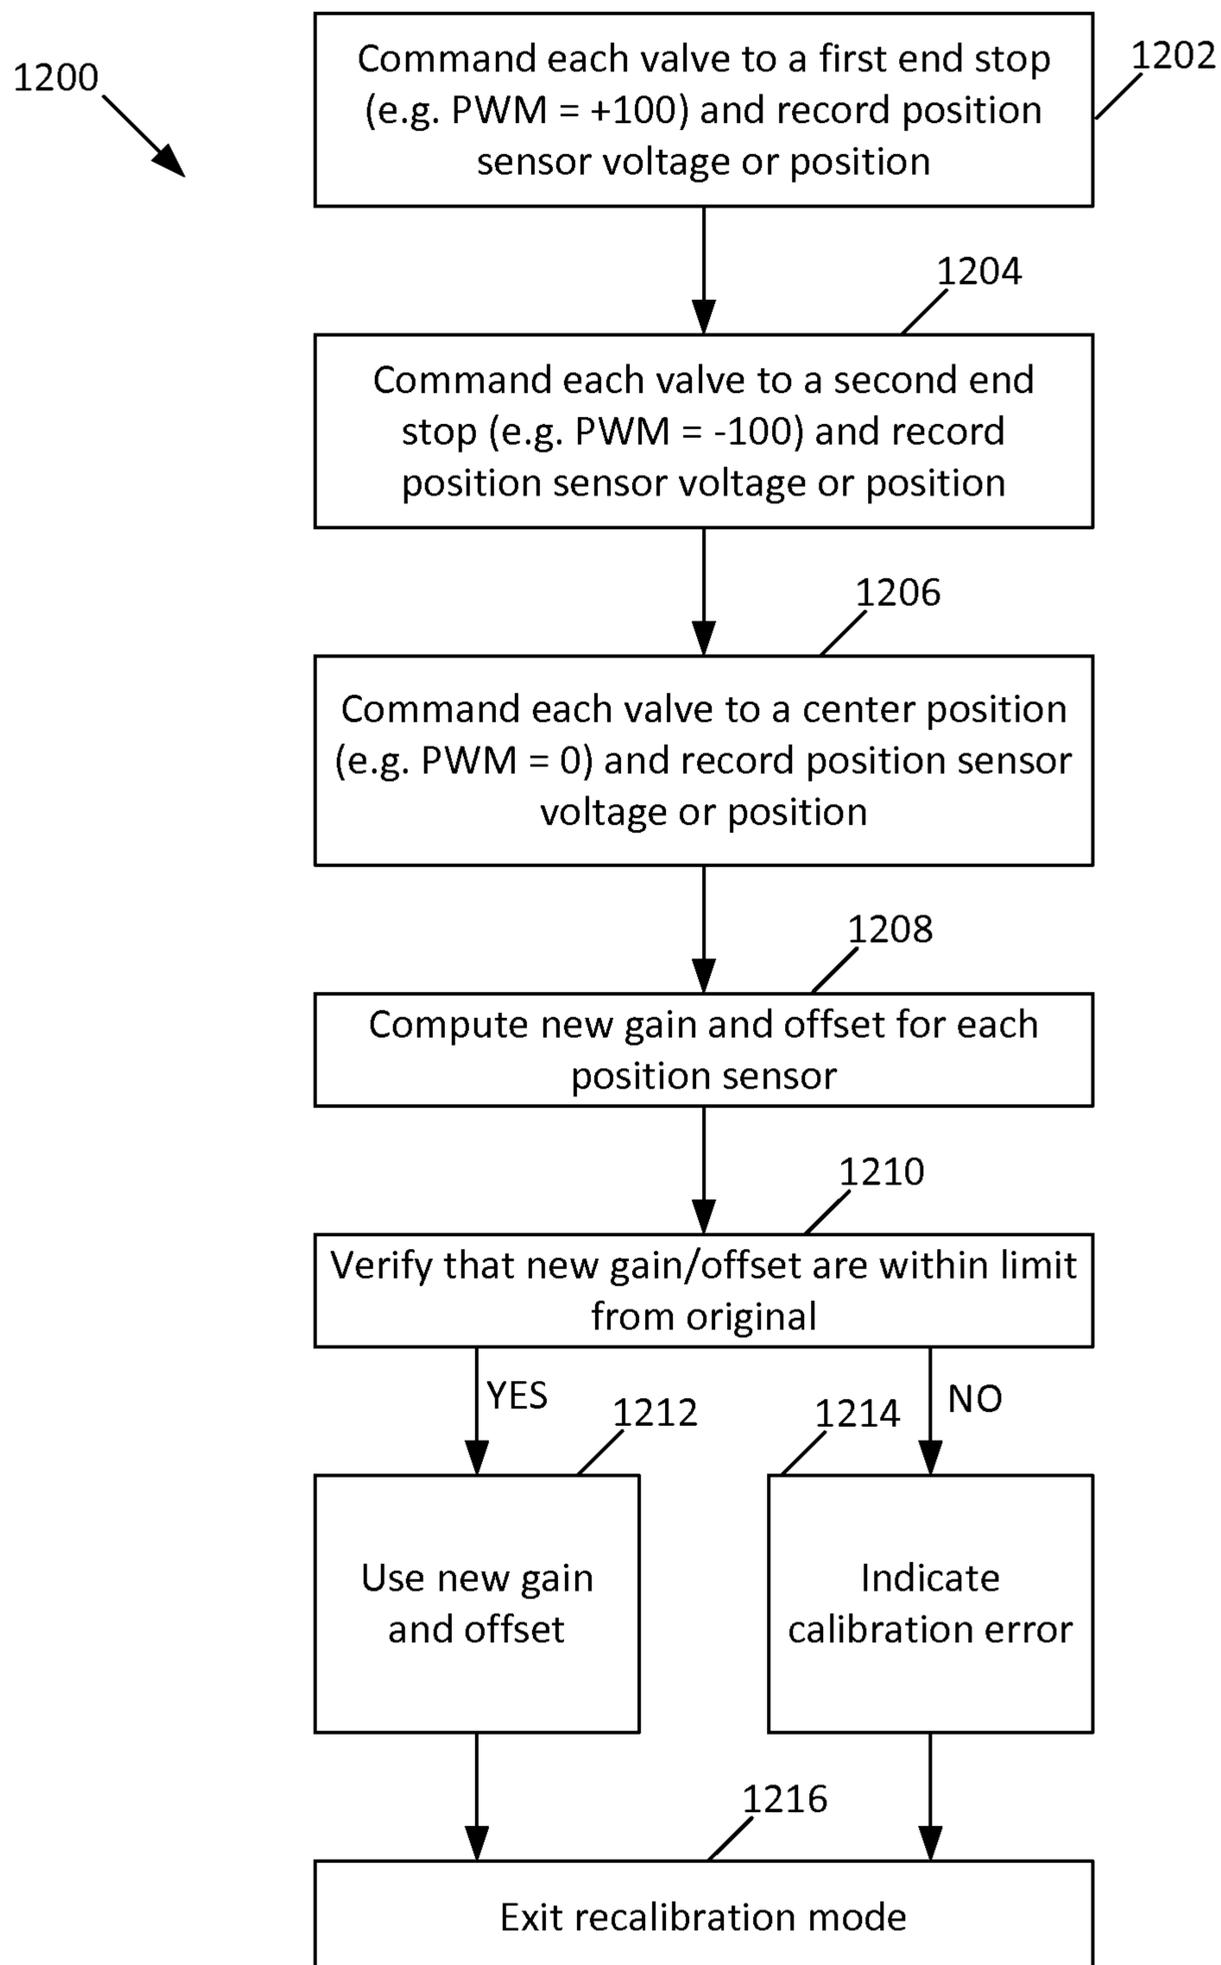 1200
Command each valve to a first end stop
(e.g. PWM = +100) and record position
sensor voltage or position
1202
1204
Command each valve to a second end
stop (e.g. PWM = -100) and record
position sensor voltage or position
1206
Command each valve to a center position
(e.g. PWM = 0) and record position sensor
voltage or position
1208
Compute new gain and offset for each
position sensor
1210
Verify that new gain/offset are within limit
from original
YES
NO
1212
1214
Use new gain
and offset
Indicate
calibration error
1216
Exit recalibration mode